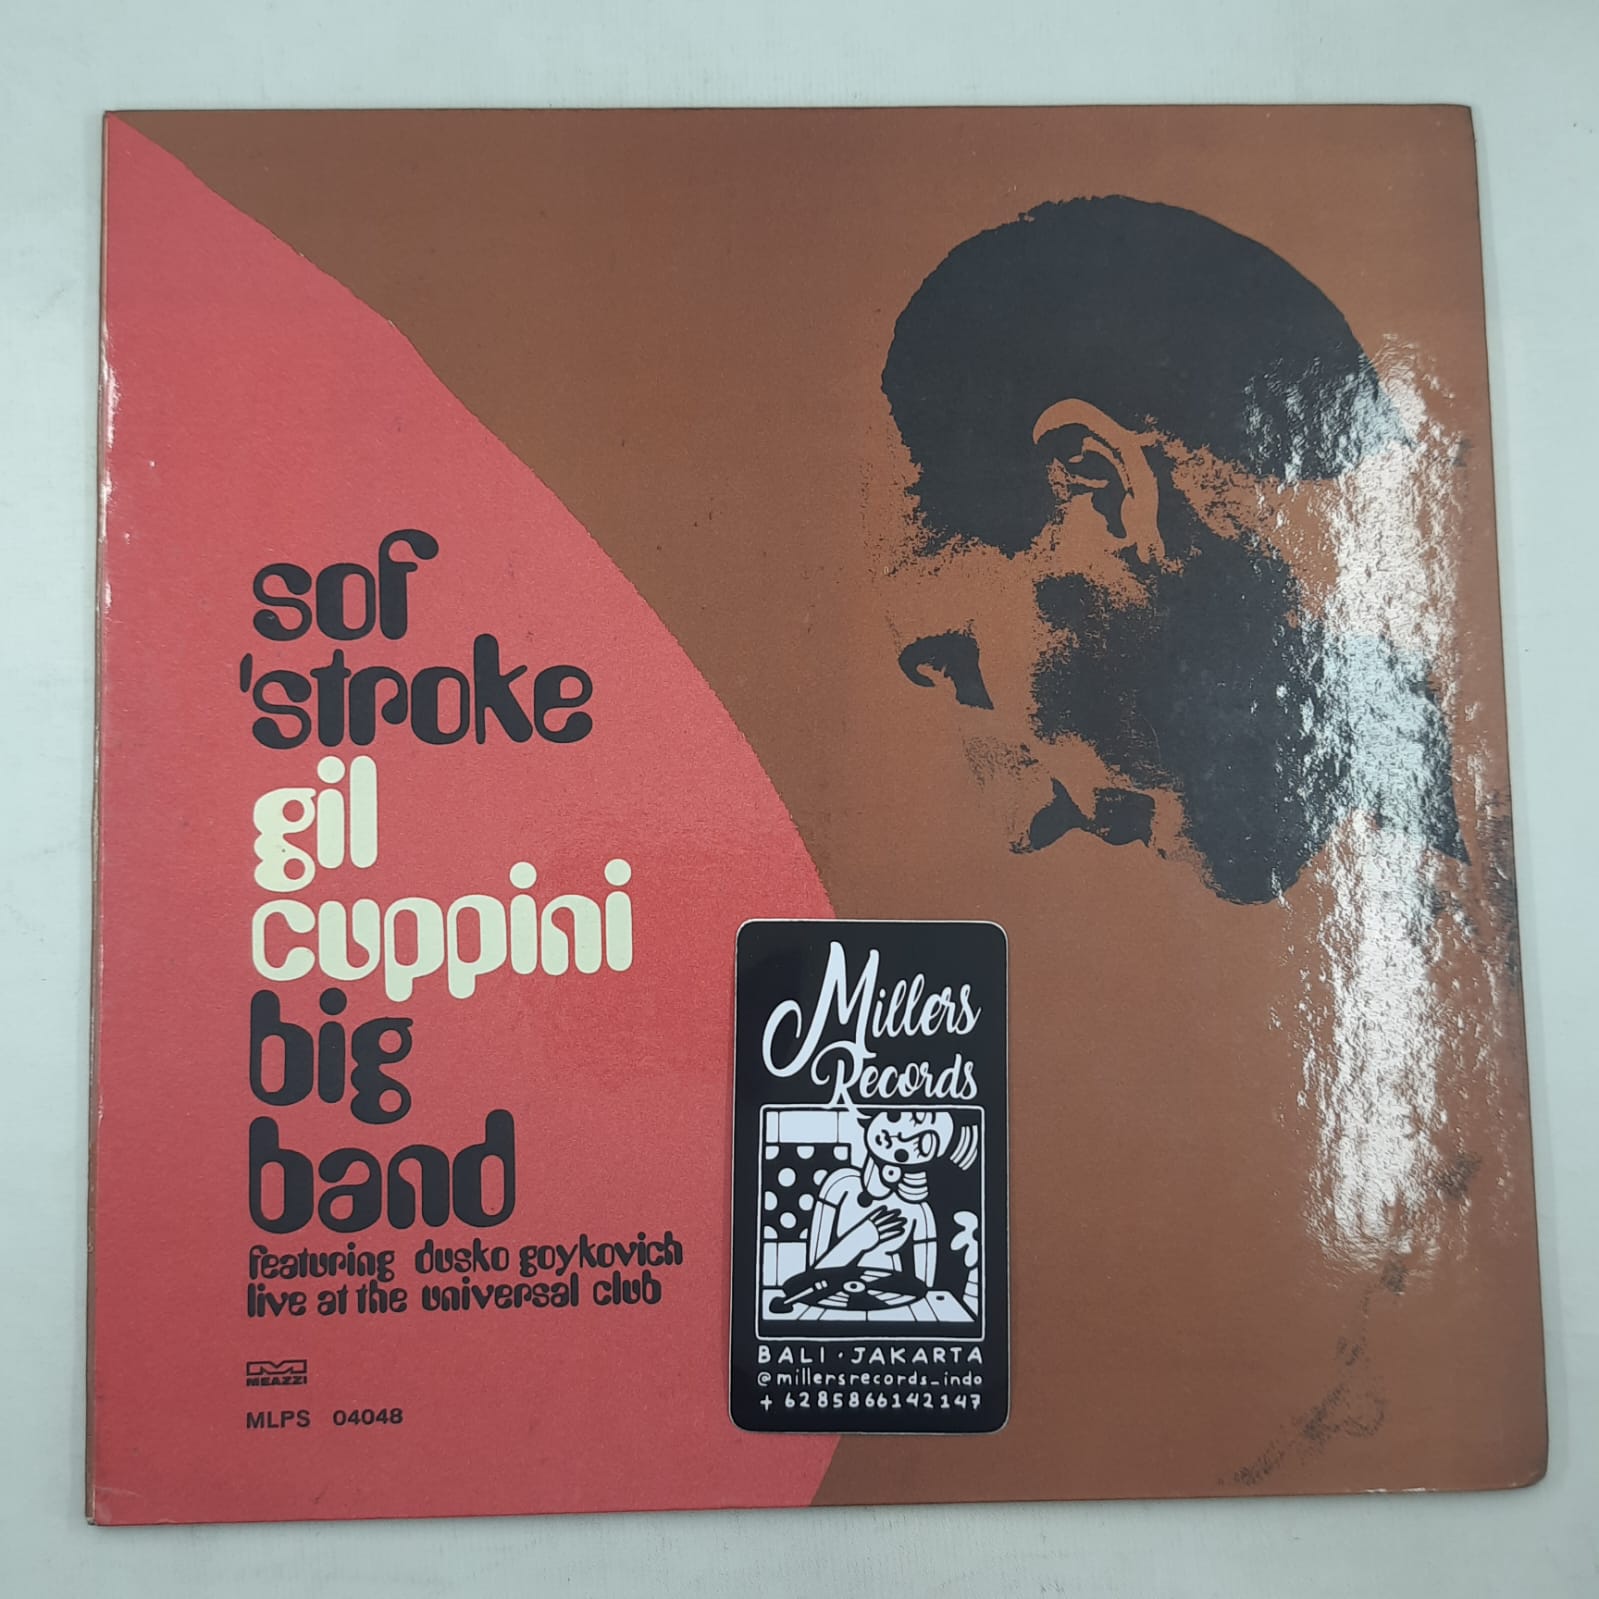 sof
'stroke
gil
cuppini
big
band
featuring dusko goykovich
live at the universal club
MEAZZI
MLPS 04048
Millers
Records
BALI · JAKARTA
@millersrecords_indo
+ 6285866142147